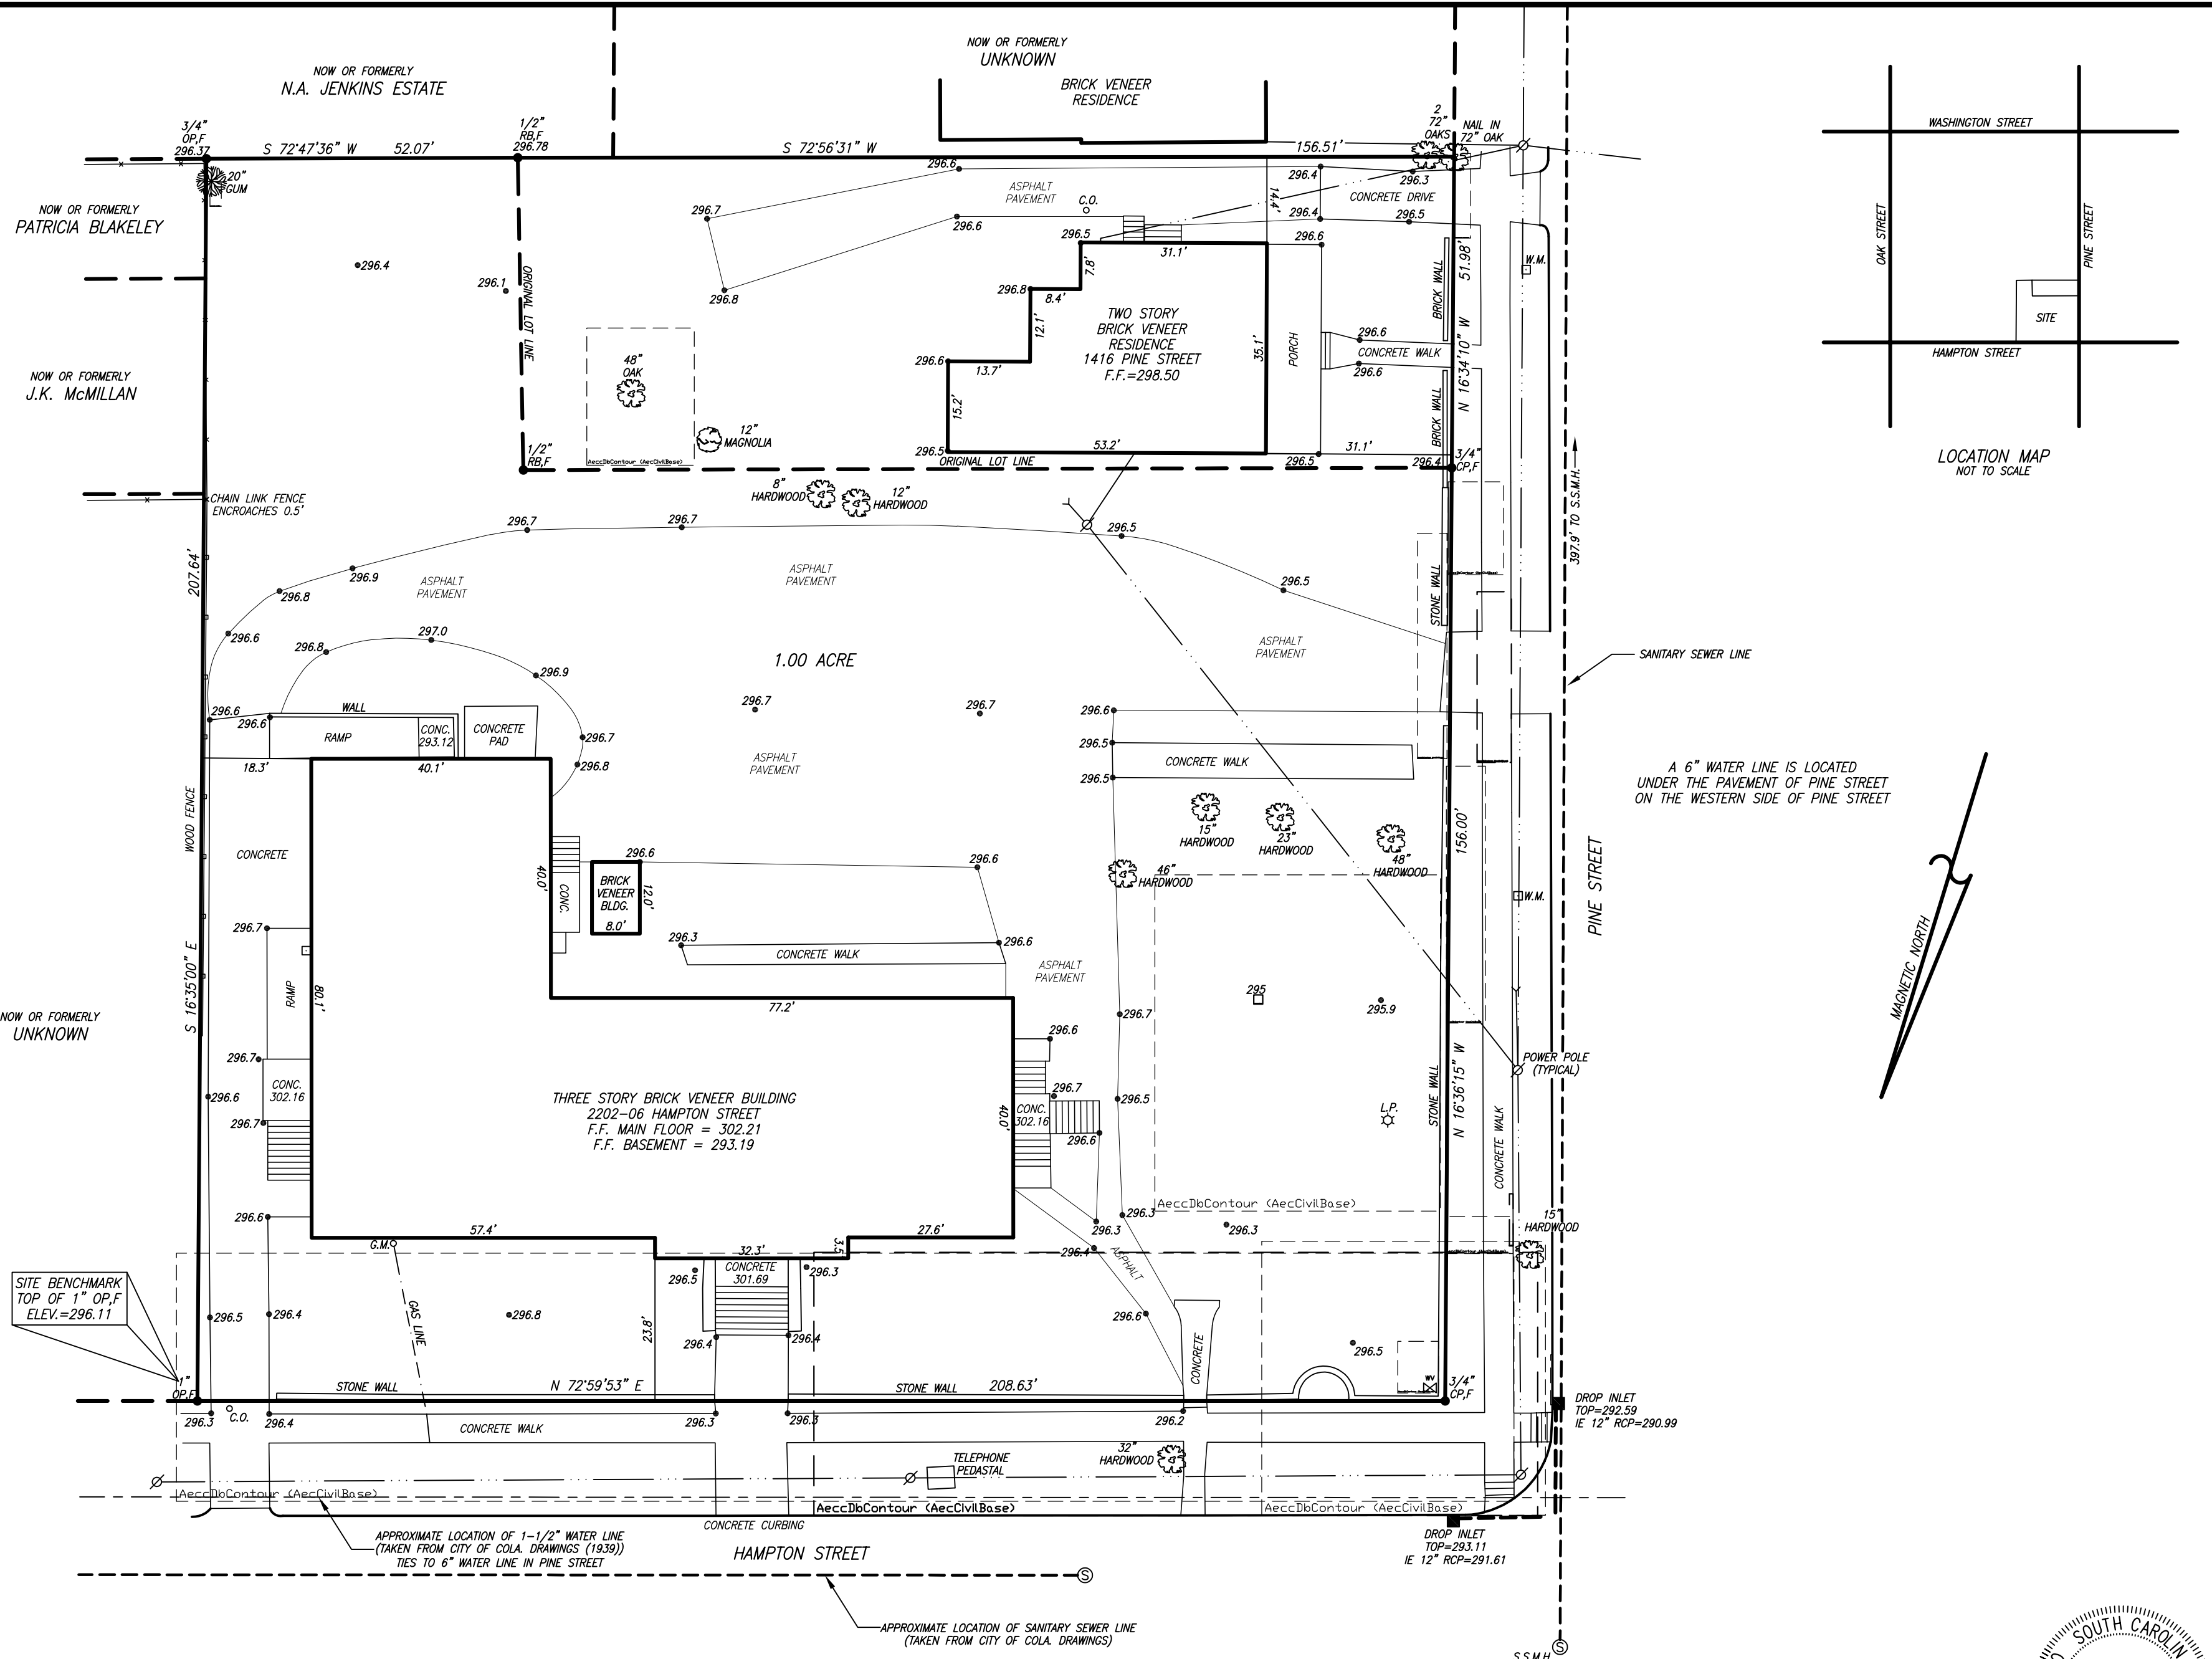 NOW OR FORMERLY
N.A. JENKINS ESTATE
NOW OR FORMERLY
UNKNOWN
BRICK VENEER
RESIDENCE
3/4"
OP,F
296.37
S 72°47'36" W 52.07'
1/2"
RB,F
296.78
S 72°56'31" W
156.51'
2
72"
OAKS
NAIL IN
72" OAK
20"
GUM
NOW OR FORMERLY
PATRICIA BLAKELEY
296.4
296.1
ORIGINAL LOT LINE
296.7
296.8
296.6
296.6
ASPHALT
PAVEMENT
C.O.
14.4'
296.4
296.3
CONCRETE DRIVE
296.4
296.5
296.5
31.1'
296.6
7.8'
296.8
8.4'
12.1'
TWO STORY
BRICK VENEER
RESIDENCE
1416 PINE STREET
F.F.=298.50
35.1'
PORCH
296.6
CONCRETE WALK
296.6
BRICK WALL
51.98'
N 16°34'10" W
W.M.
296.6
13.7'
15.2'
53.2'
296.5
ORIGINAL LOT LINE
296.5
31.1'
296.4
BRICK WALL
3/4"
CP,F
48"
OAK
12"
MAGNOLIA
AeccDbContour (AecCivilBase)
1/2"
RB,F
NOW OR FORMERLY
J.K. McMILLAN
CHAIN LINK FENCE
ENCROACHES 0.5'
8"
HARDWOOD
12"
HARDWOOD
207.64'
296.7
296.7
296.5
296.5
296.9
296.8
296.6
ASPHALT
PAVEMENT
ASPHALT
PAVEMENT
ASPHALT
PAVEMENT
STONE WALL
397.9' TO S.S.M.H.
SANITARY SEWER LINE
296.8
297.0
296.9
1.00 ACRE
296.6
296.6
WALL
RAMP
CONC.
293.12
CONCRETE
PAD
296.7
296.8
296.7
296.7
ASPHALT
PAVEMENT
296.6
296.5
296.5
CONCRETE WALK
18.3'
40.1'
WOOD FENCE
CONCRETE
15"
HARDWOOD
23"
HARDWOOD
48"
HARDWOOD
46"
HARDWOOD
156.00'
A 6" WATER LINE IS LOCATED
UNDER THE PAVEMENT OF PINE STREET
ON THE WESTERN SIDE OF PINE STREET
PINE STREET
W.M.
MAGNETIC NORTH
40.0'
CONC.
296.6
BRICK
VENEER
BLDG.
12.0'
8.0'
296.6
296.3
CONCRETE WALK
296.6
ASPHALT
PAVEMENT
296.7
RAMP
80.1'
S 16°35'00" E
77.2'
295
295.9
296.7
296.6
NOW OR FORMERLY
UNKNOWN
296.7
CONC.
302.16
296.6
296.7
THREE STORY BRICK VENEER BUILDING
2202-06 HAMPTON STREET
F.F. MAIN FLOOR = 302.21
F.F. BASEMENT = 293.19
40.0'
CONC.
302.16
296.7
296.6
296.5
L.P.
STONE WALL
N 16°36'15" W
CONCRETE WALK
POWER POLE
(TYPICAL)
AeccDbContour (AecCivilBase)
296.6
G.M.
57.4'
32.3'
3.5'
27.6'
296.3
296.3
296.3
296.4
ASPHALT
15"
HARDWOOD
SITE BENCHMARK
TOP OF 1" OP,F
ELEV.=296.11
296.5
296.4
GAS LINE
296.8
296.5
23.8'
CONCRETE
301.69
296.3
296.4
296.4
296.6
CONCRETE
296.5
WV
3/4"
CP,F
1"
OP,F
STONE WALL
N 72°59'53" E
STONE WALL
208.63'
296.3
C.O.
296.4
CONCRETE WALK
296.3
296.3
296.2
DROP INLET
TOP=292.59
IE 12" RCP=290.99
TELEPHONE
PEDASTAL
32"
HARDWOOD
AeccDbContour (AecCivilBase)
AeccDbContour (AecCivilBase)
AeccDbContour (AecCivilBase)
CONCRETE CURBING
APPROXIMATE LOCATION OF 1-1/2" WATER LINE
(TAKEN FROM CITY OF COLA. DRAWINGS (1939))
TIES TO 6" WATER LINE IN PINE STREET
HAMPTON STREET
DROP INLET
TOP=293.11
IE 12" RCP=291.61
S
APPROXIMATE LOCATION OF SANITARY SEWER LINE
(TAKEN FROM CITY OF COLA. DRAWINGS)
S.S.M.H
S
WASHINGTON STREET
OAK STREET
PINE STREET
SITE
HAMPTON STREET
LOCATION MAP
NOT TO SCALE
SOUTH CAROLIN